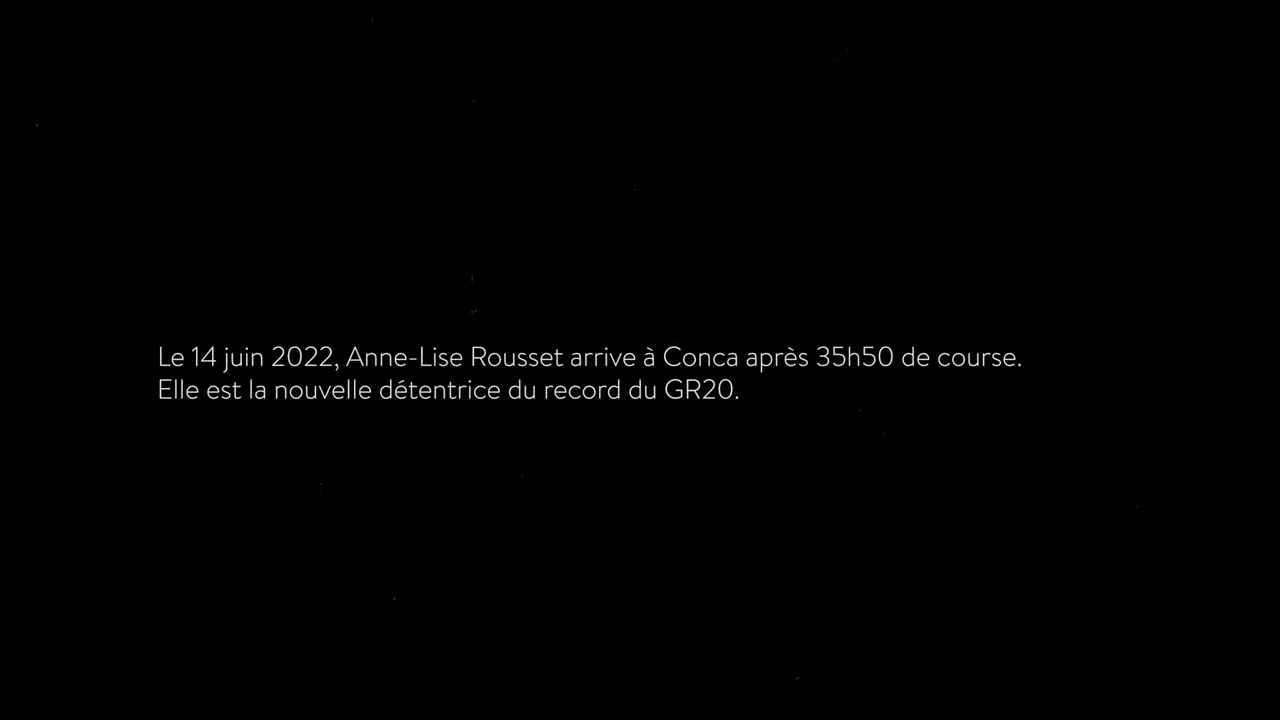 Le 14 juin 2022, Anne-Lise Rousset arrive à Conca après 35h50 de course.
Elle est la nouvelle détentrice du record du GR20.